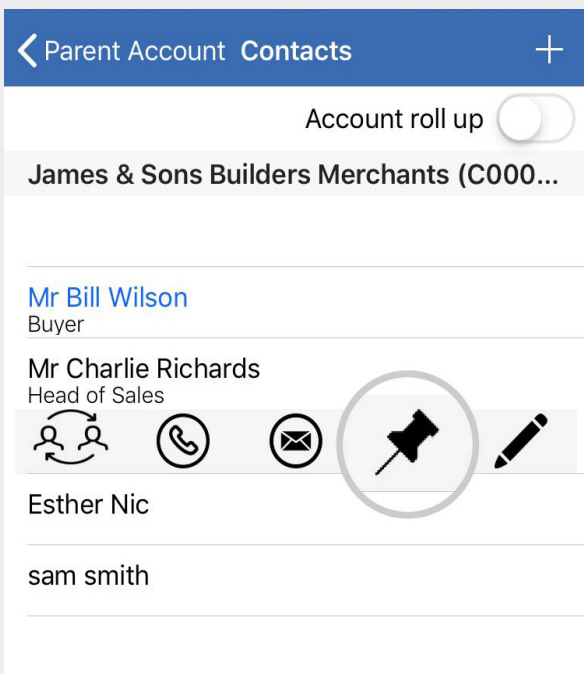 Parent Account Contacts
Account roll up
James & Sons Builders Merchants (C000...
Mr Bill Wilson
Buyer
Mr Charlie Richards
Head of Sales
Esther Nic
sam smith